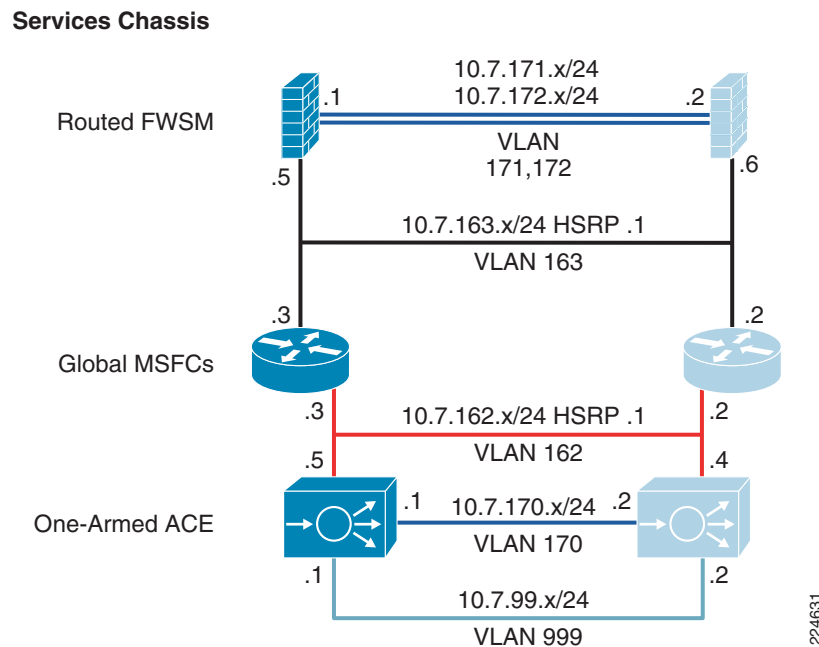 Services Chassis
10.7.171.x/24
.1
10.7.172.x/24
.2
Routed FWSM
VLAN
171,172
.5
.6
10.7.163.x/24 HSRP .1
VLAN 163
.3
.2
Global MSFCs
.3
10.7.162.x/24 HSRP .1
.2
VLAN 162
.5
.4
.1
10.7.170.x/24
.2
One-Armed ACE
VLAN 170
.1
.2
10.7.99.x/24
VLAN 999
224631